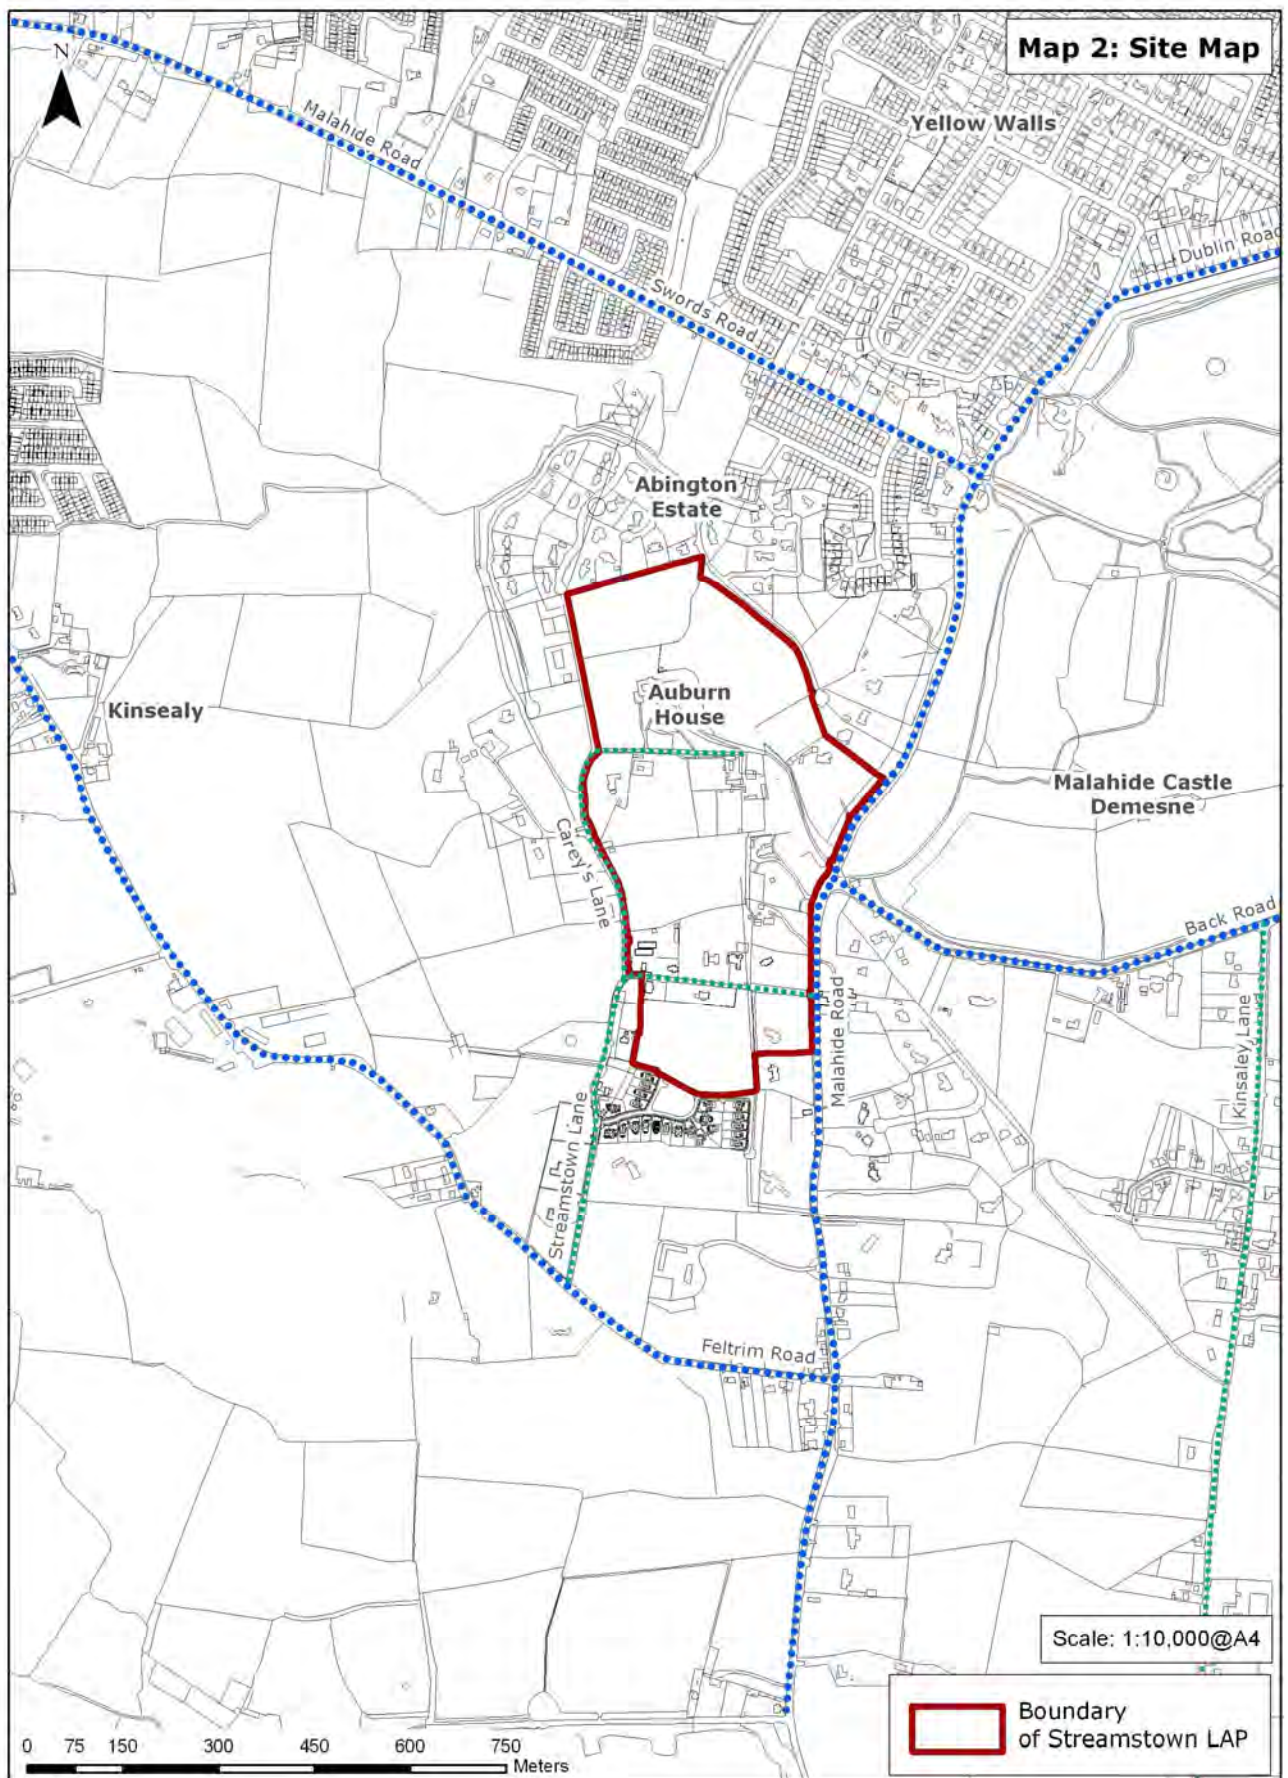 Map 2: Site Map
N
Malahide Road
Yellow Walls
Dublin Road
Swords Road
Abington
Estate
Kinsealy
Auburn
House
Malahide Castle
Demesne
Carey's Lane
Back Road
Malahide Road
Kinsaley Lane
Streamstown Lane
Feltrim Road
Scale: 1:10,000@A4
Boundary
of Streamstown LAP
0 75 150 300 450 600 750
Meters